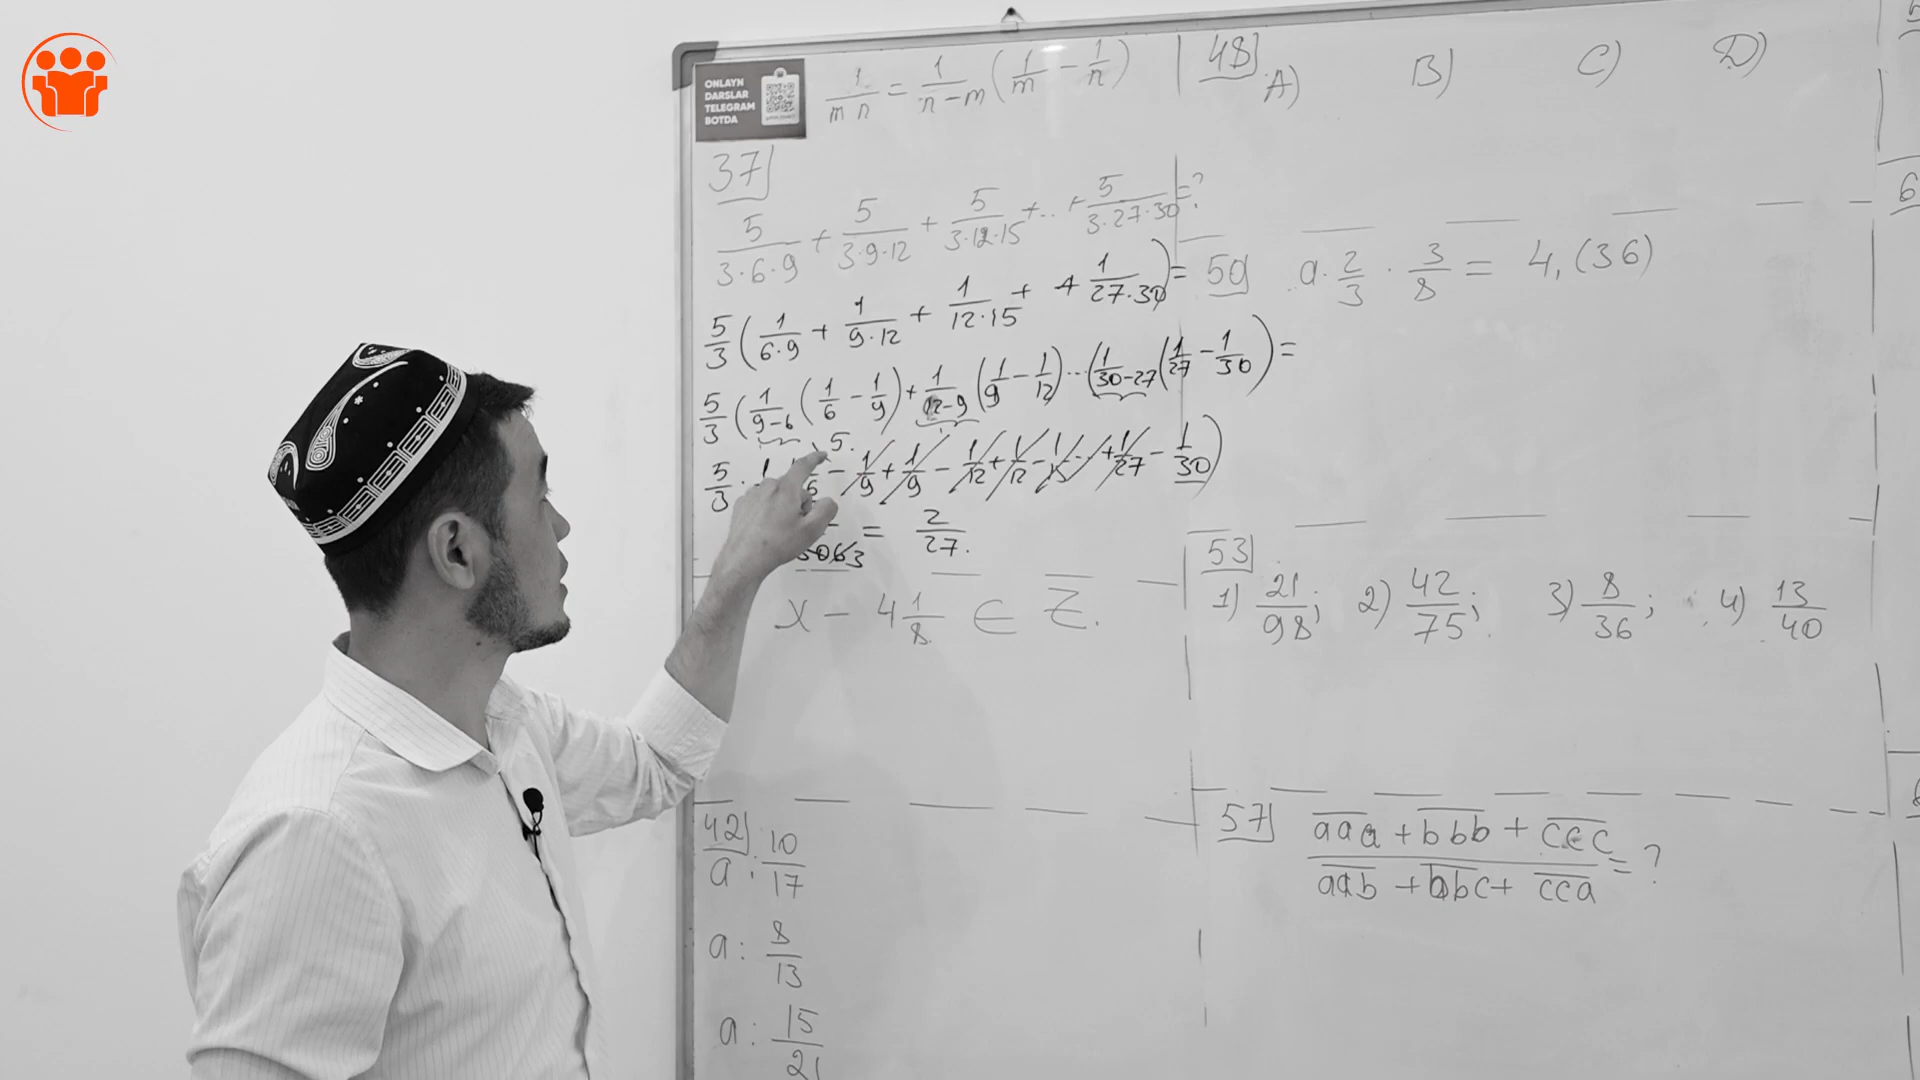 ONLAYN
DARSLAR
TELEGRAM
BOTDA
1/(m n) = 1/(n-m) (1/m - 1/n)
37
5/(3·6·9) + 5/(3·9·12) + 5/(3·12·15) + .. + 5/(3·27·30) = ?
5/3 (1/(6·9) + 1/(9·12) + 1/(12·15) + + 1/(27·30)) =
5/3 (1/(9-6) (1/6 - 1/9) + 1/(12-9) (1/9 - 1/12) ... (1/(30-27) (1/27 - 1/30) ) =
5.
5/3 · - 1/9 + 1/9 - 1/12 + 1/12 - 1/15 .. + 1/27 - 1/30 )
= 2/27.
x - 4 1/8 ∈ Z.
42
a : 10/17
a : 8/13
a : 15/21
48 A) B) C) D)
50 a · 2/3 · 3/8 = 4,(36)
53
1) 21/98; 2) 42/75; 3) 8/36; 4) 13/40
57 (aaa + bbb + ccc)/(aab + bbc + cca) = ?
6